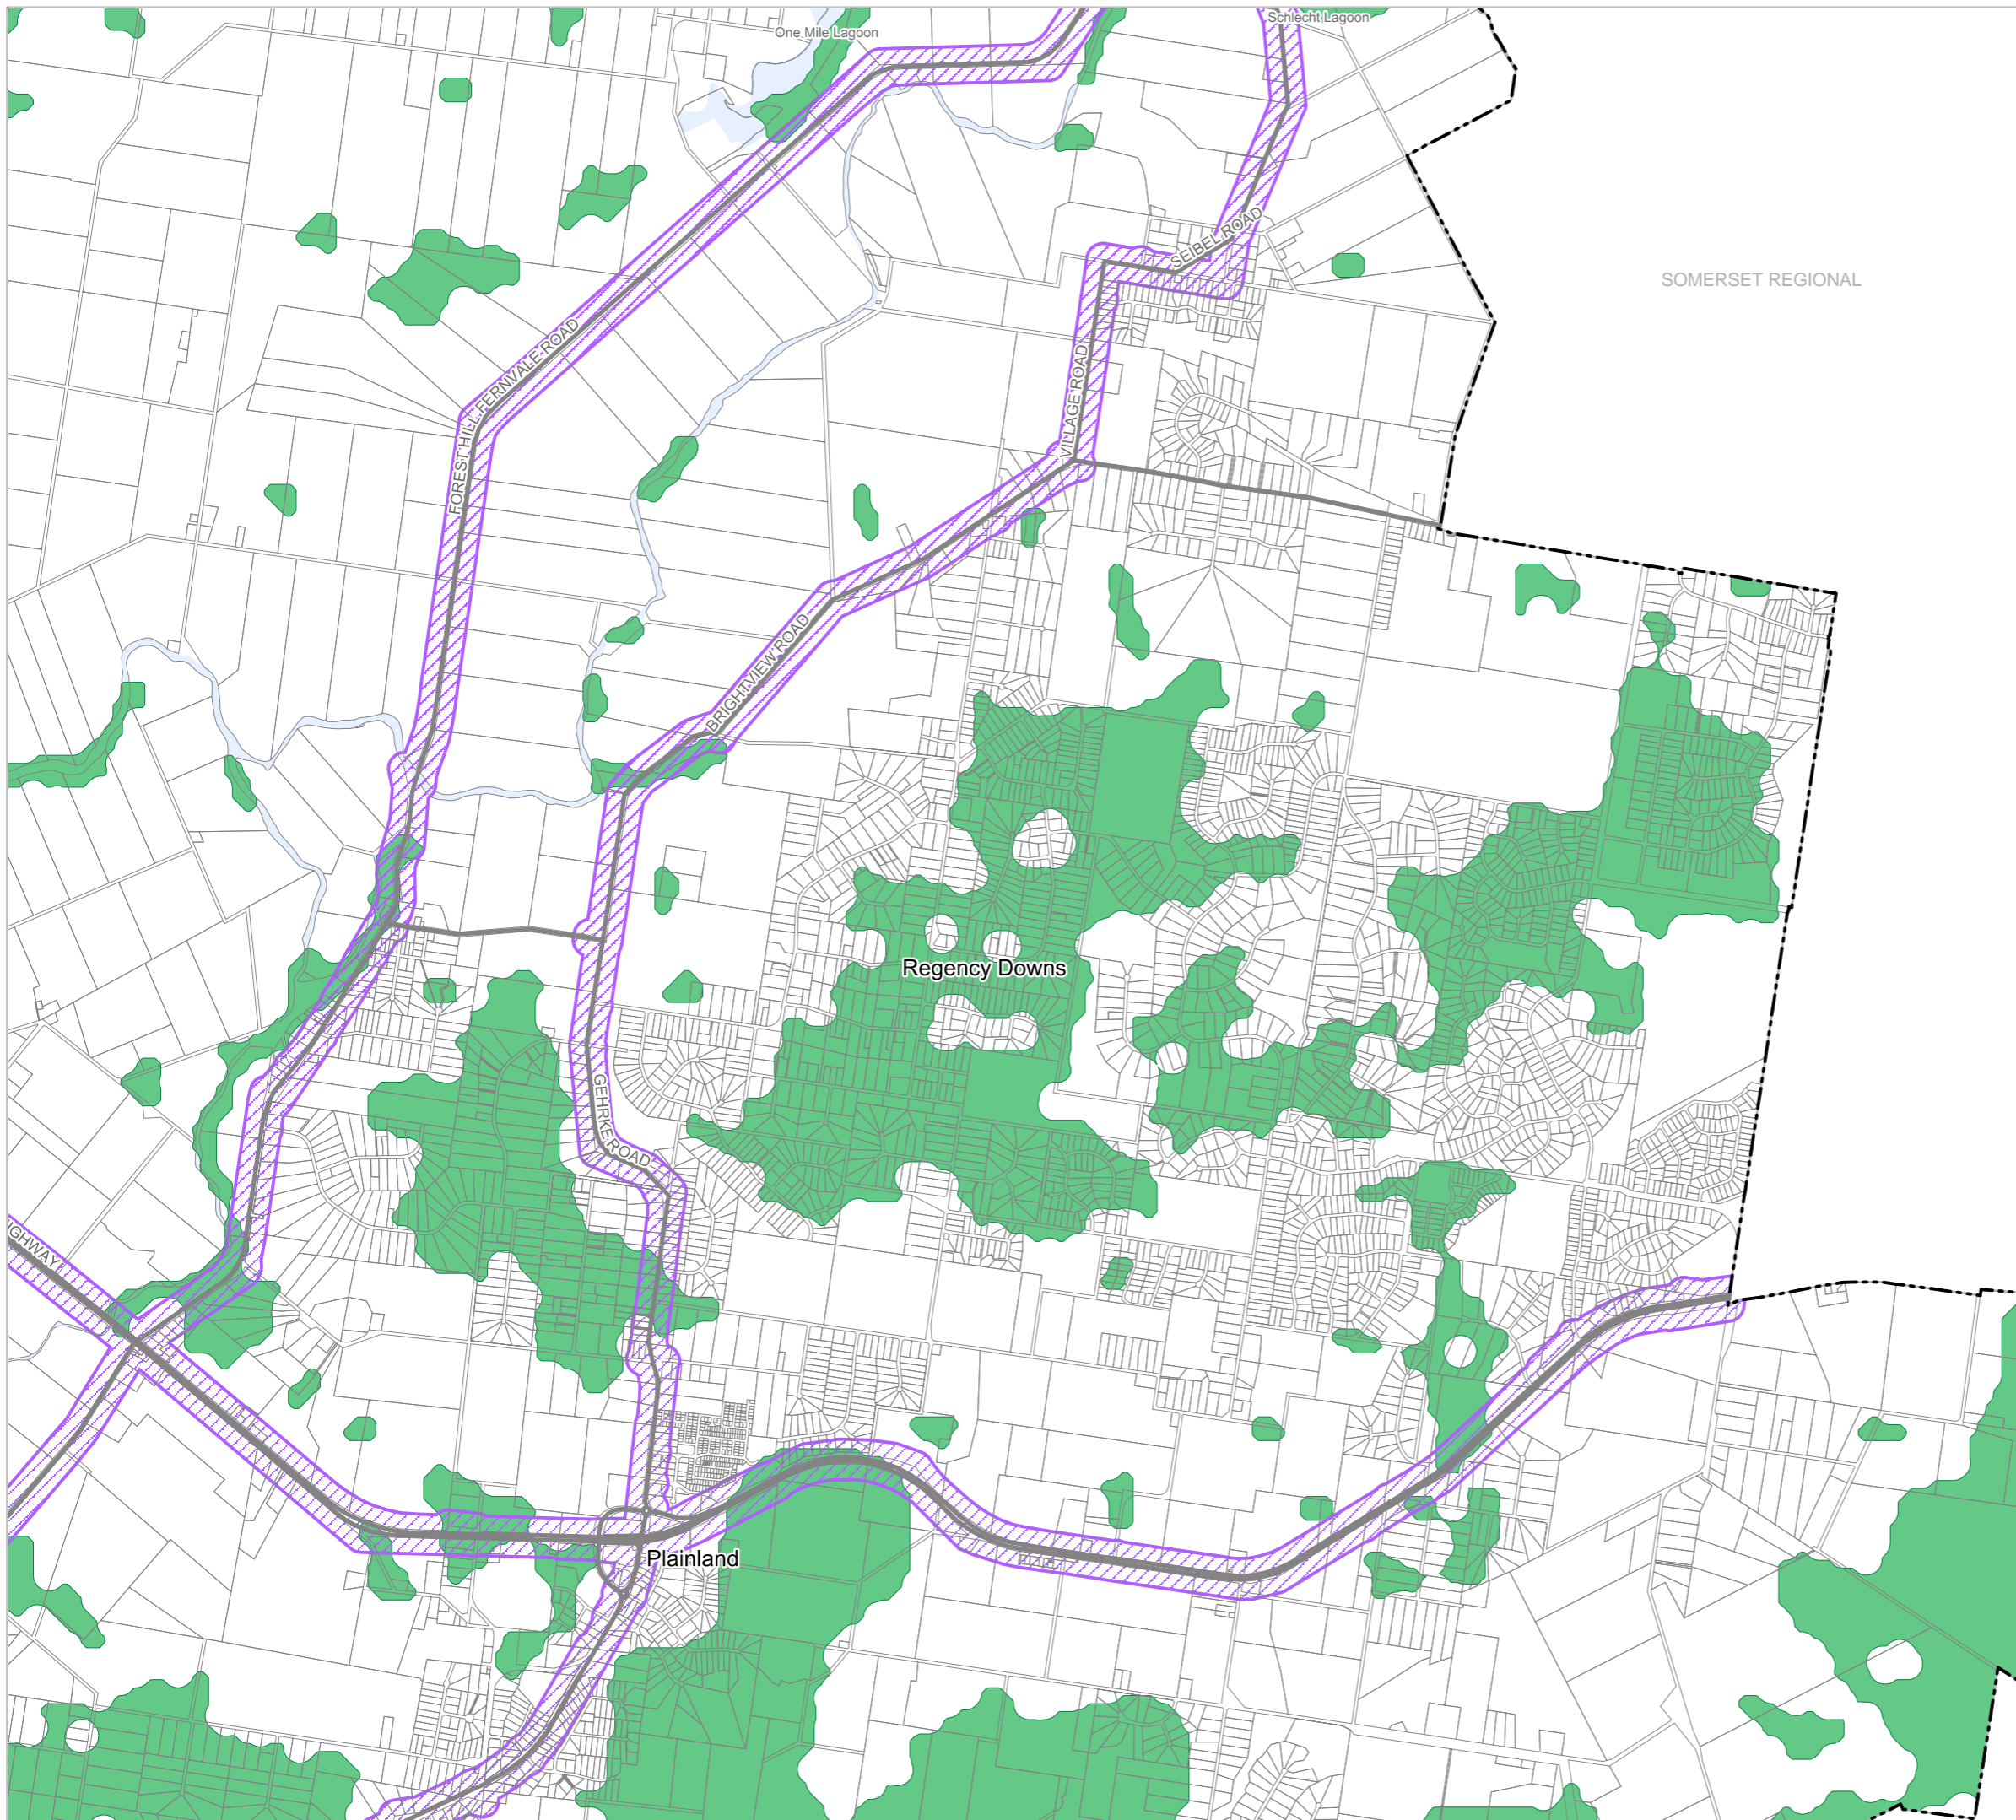 One Mile Lagoon
Schlecht Lagoon
SEIBEL ROAD
SOMERSET REGIONAL
FOREST HILL FERNVALE ROAD
VILLAGE ROAD
BRIGHTVIEW ROAD
Regency Downs
GEHRKE ROAD
IGHWAY
Plainland